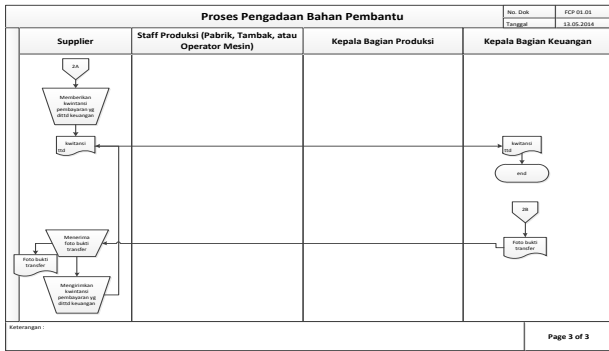 Proses Pengadaan Bahan Pembantu
No. Dok
FCP 01.01
Tanggal
13.05.2014
Supplier
Staff Produksi (Pabrik, Tambak, atau
Operator Mesin)
Kepala Bagian Produksi
Kepala Bagian Keuangan
2A
Memberikan
kwintansi
pembayaran yg
dittd keuangan
kwitansi
ttd
kwitansi
ttd
end
2B
Menerima
foto bukti
transfer
Foto bukti
transfer
Foto bukti
transfer
Mengirimkan
kwintansi
pembayaran yg
dittd keuangan
Keterangan :
Page 3 of 3